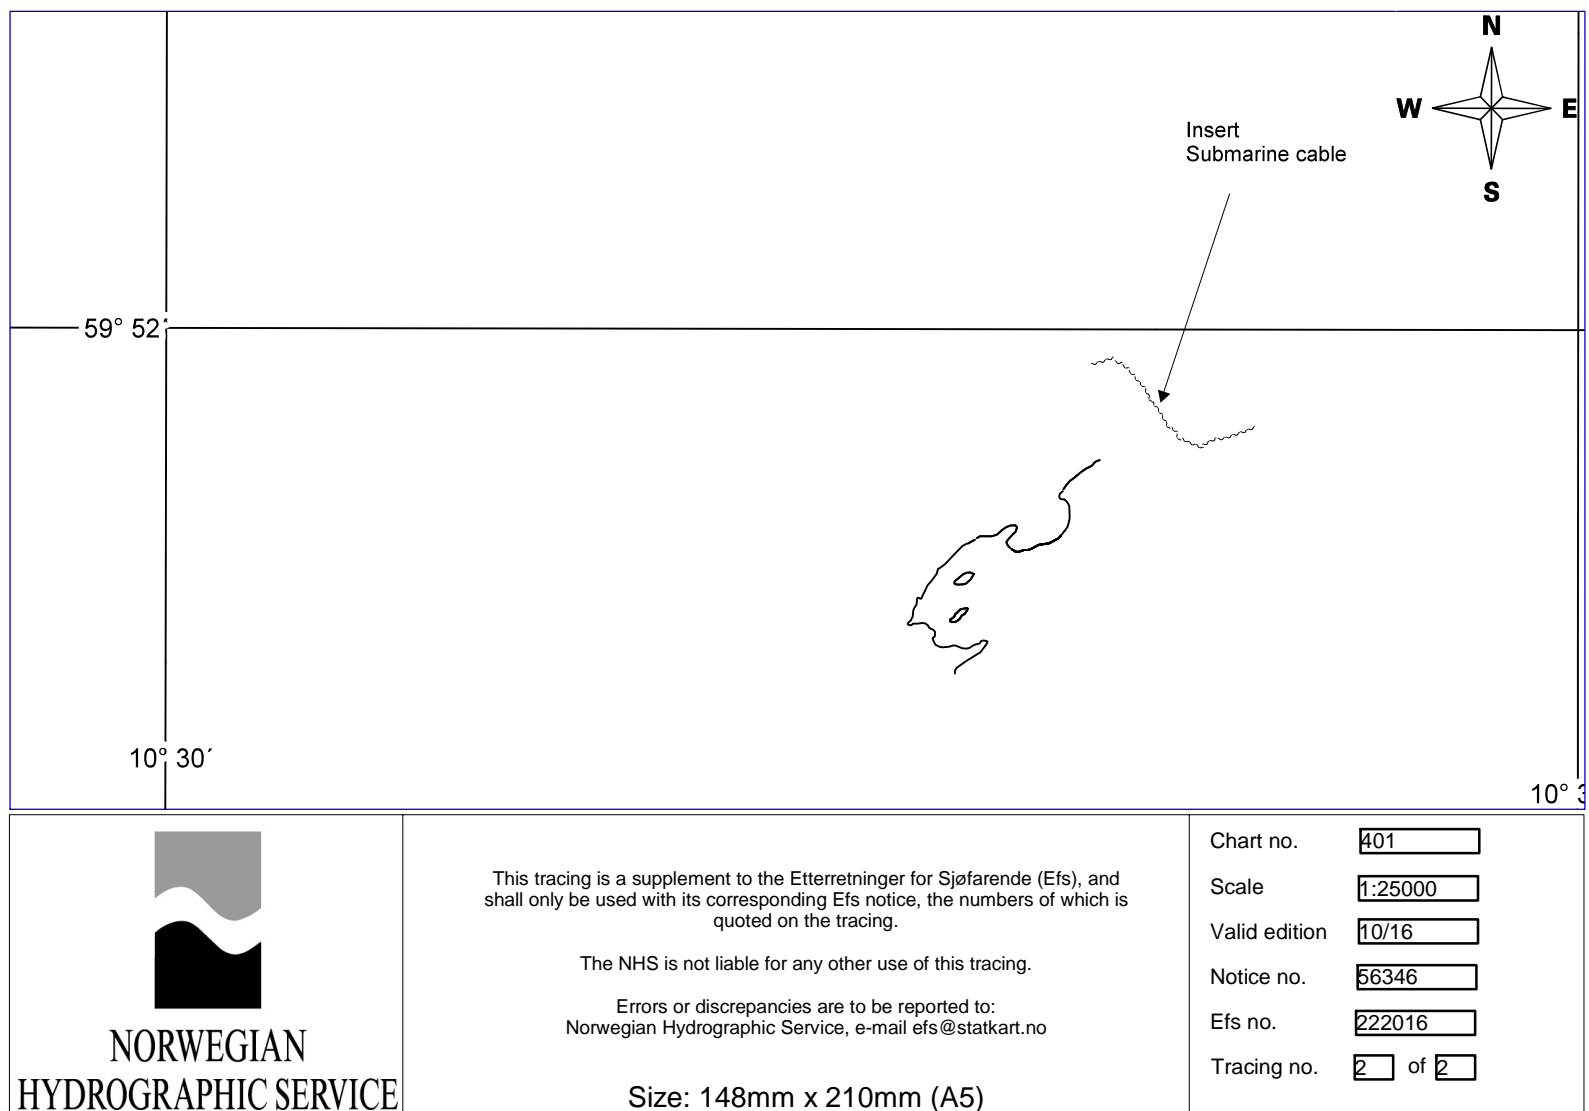 N
W E
S
Insert
Submarine cable
59° 52´
10° 30´
10° 3
NORWEGIAN
HYDROGRAPHIC SERVICE
This tracing is a supplement to the Etterretninger for Sjøfarende (Efs), and
shall only be used with its corresponding Efs notice, the numbers of which is
quoted on the tracing.
The NHS is not liable for any other use of this tracing.
Errors or discrepancies are to be reported to:
Norwegian Hydrographic Service, e-mail efs@statkart.no
Size: 148mm x 210mm (A5)
Chart no. 401
Scale 1:25000
Valid edition 10/16
Notice no. 56346
Efs no. 222016
Tracing no. 2 of 2